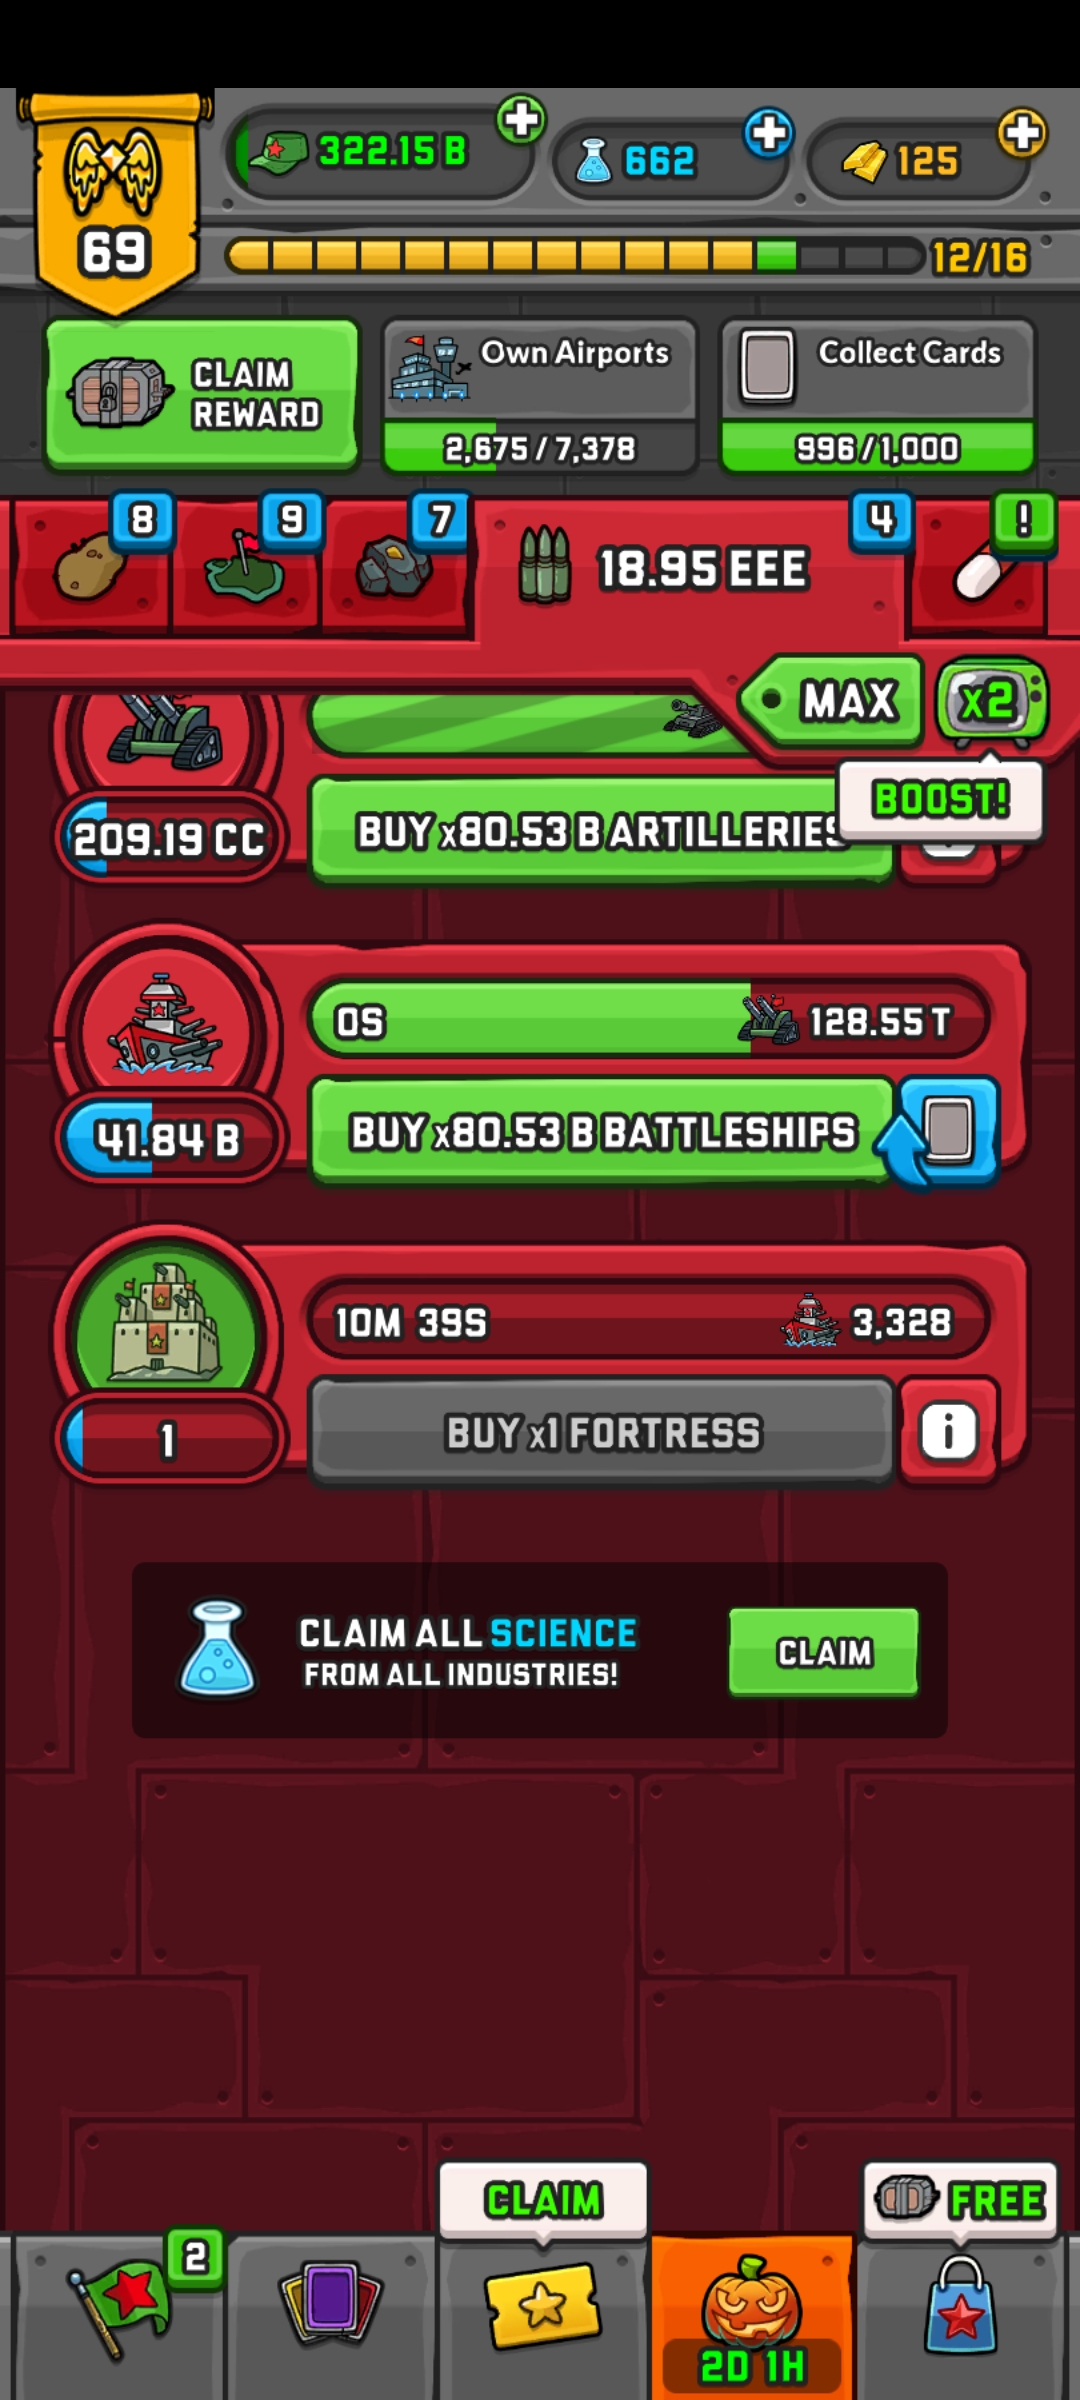 322.15 B
662
125
69
12/16
CLAIM
REWARD
Own Airports
2,675/7,378
Collect Cards
996/1,000
8
9
7
18.95 EEE
4
!
MAX
x2
BOOST!
209.19 CC
BUY x80.53 B ARTILLERIES
0S
128.55 T
41.84 B
BUY x80.53 B BATTLESHIPS
10M 39S
3,328
1
BUY x1 FORTRESS
i
CLAIM ALL SCIENCE
FROM ALL INDUSTRIES!
CLAIM
CLAIM
FREE
2
2D 1H